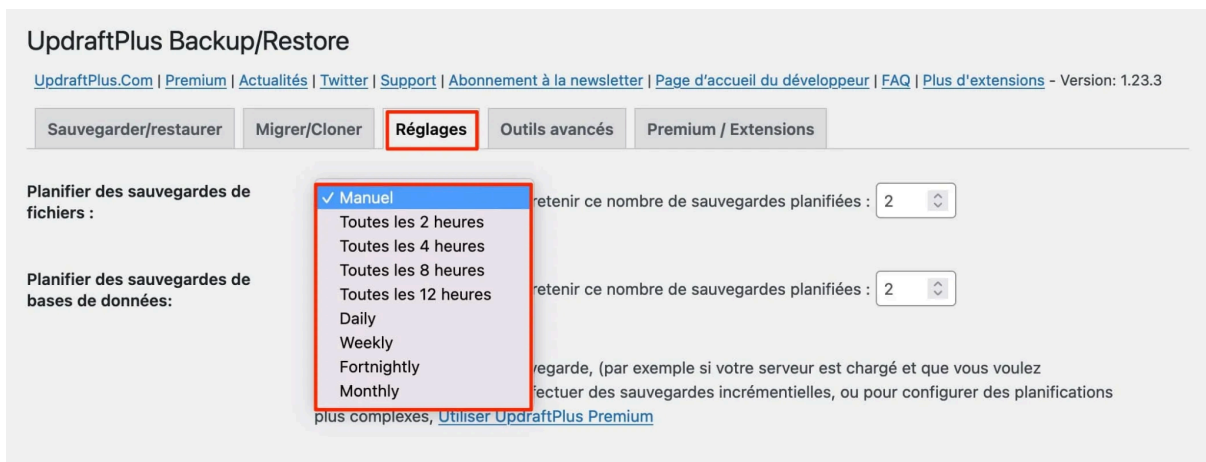 UpdraftPlus Backup/Restore
UpdraftPlus.Com | Premium | Actualités | Twitter | Support | Abonnement à la newsletter | Page d'accueil du développeur | FAQ | Plus d'extensions - Version: 1.23.3
Sauvegarder/restaurer Migrer/Cloner Réglages Outils avancés Premium / Extensions
Planifier des sauvegardes de
fichiers :
✓ Manuel
retenir ce nombre de sauvegardes planifiées : 2
Toutes les 2 heures
Toutes les 4 heures
Toutes les 8 heures
Toutes les 12 heures
Daily
Weekly
Fortnightly
Monthly
Planifier des sauvegardes de
bases de données:
retenir ce nombre de sauvegardes planifiées : 2
(par exemple si votre serveur est chargé et que vous voulez
des sauvegardes incrémentielles, ou pour configurer des planifications
plus complexes, Utiliser UpdraftPlus Premium